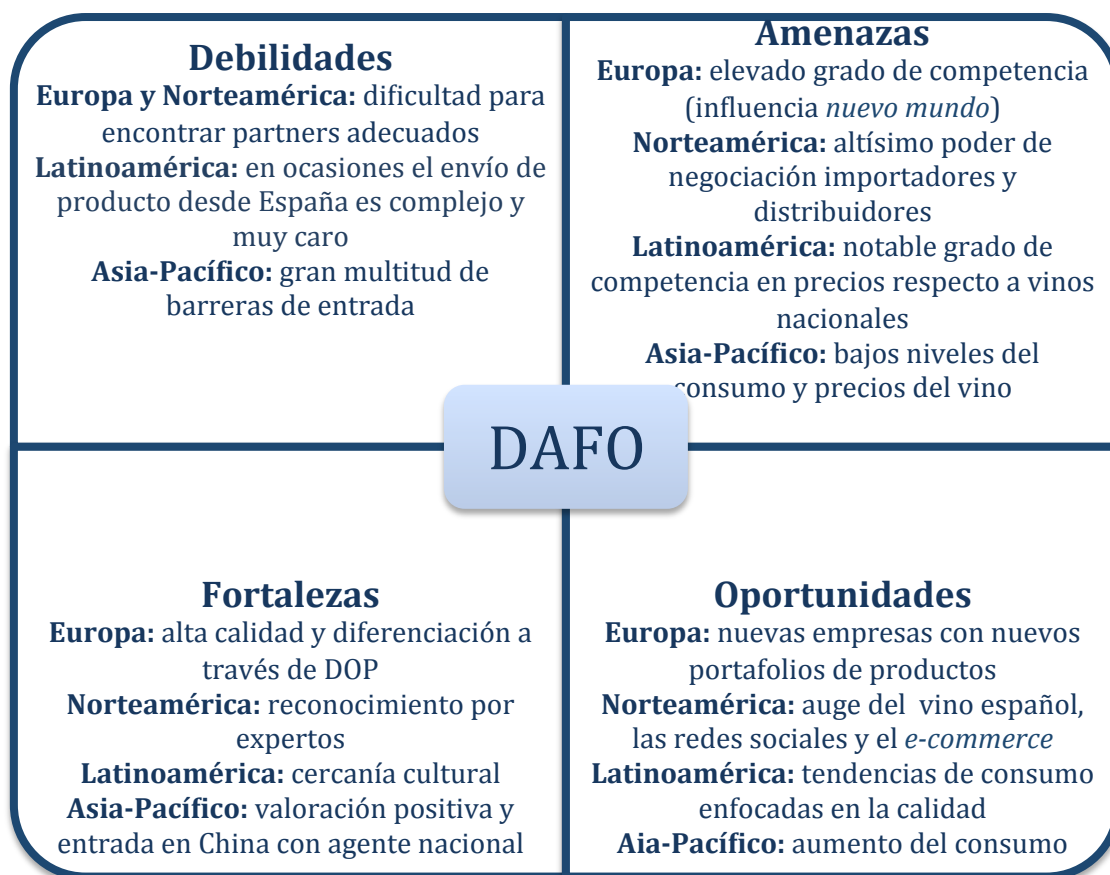 Debilidades
Europa y Norteamérica: dificultad para
encontrar partners adecuados
Latinoamérica: en ocasiones el envío de
producto desde España es complejo y
muy caro
Asia-Pacífico: gran multitud de
barreras de entrada
Amenazas
Europa: elevado grado de competencia
(influencia nuevo mundo)
Norteamérica: altísimo poder de
negociación importadores y
distribuidores
Latinoamérica: notable grado de
competencia en precios respecto a vinos
nacionales
Asia-Pacífico: bajos niveles del
consumo y precios del vino
DAFO
Fortalezas
Europa: alta calidad y diferenciación a
través de DOP
Norteamérica: reconocimiento por
expertos
Latinoamérica: cercanía cultural
Asia-Pacífico: valoración positiva y
entrada en China con agente nacional
Oportunidades
Europa: nuevas empresas con nuevos
portafolios de productos
Norteamérica: auge del vino español,
las redes sociales y el e-commerce
Latinoamérica: tendencias de consumo
enfocadas en la calidad
Aia-Pacífico: aumento del consumo